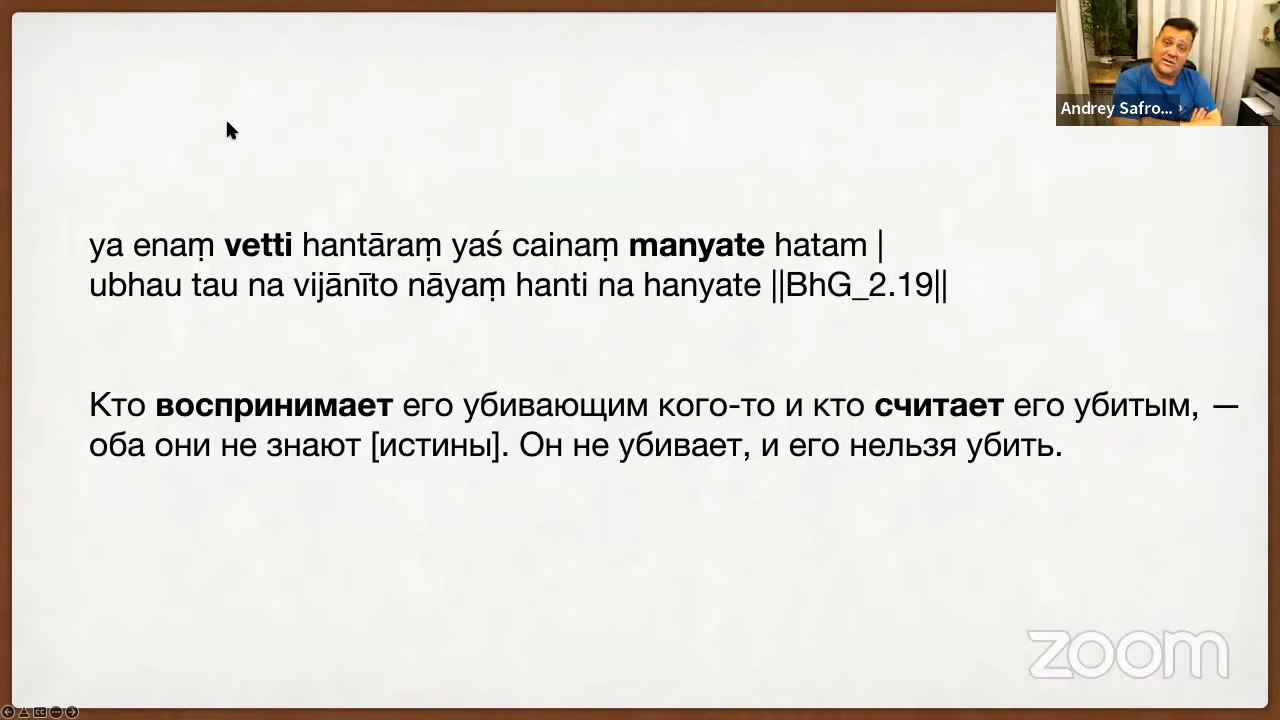 Andrey Safro...
ya enaṃ vetti hantāraṃ yaś cainaṃ manyate hatam |
ubhau tau na vijānīto nāyaṃ hanti na hanyate ||BhG_2.19||
Кто воспринимает его убивающим кого-то и кто считает его убитым, —
оба они не знают [истины]. Он не убивает, и его нельзя убить.
zoom